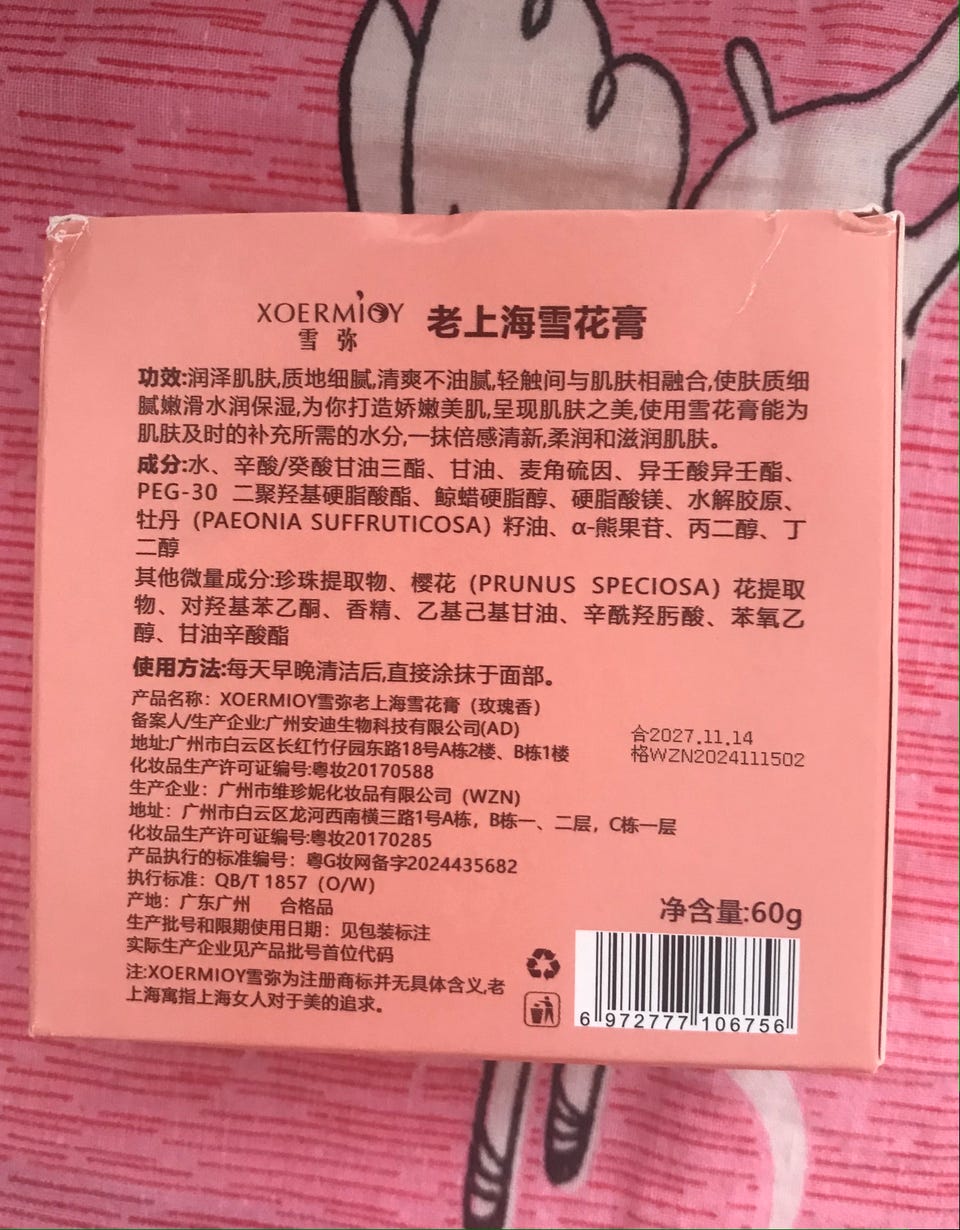 XOERMIOY
雪弥
老上海雪花膏
功效:润泽肌肤,质地细腻,清爽不油腻,轻触间与肌肤相融合,使肤质细
腻嫩滑水润保湿,为你打造娇嫩美肌,呈现肌肤之美,使用雪花膏能为
肌肤及时的补充所需的水分,一抹倍感清新,柔润和滋润肌肤。
成分:水、辛酸/癸酸甘油三酯、甘油、麦角硫因、异壬酸异壬酯、
PEG-30 二聚羟基硬脂酸酯、鲸蜡硬脂醇、硬脂酸镁、水解胶原、
牡丹（PAEONIA SUFFRUTICOSA）籽油、α-熊果苷、丙二醇、丁
二醇
其他微量成分:珍珠提取物、樱花（PRUNUS SPECIOSA）花提取
物、对羟基苯乙酮、香精、乙基己基甘油、辛酰羟肟酸、苯氧乙
醇、甘油辛酸酯
使用方法:每天早晚清洁后,直接涂抹于面部。
产品名称：XOERMIOY雪弥老上海雪花膏（玫瑰香）
备案人/生产企业:广州安迪生物科技有限公司(AD)
地址:广州市白云区长红竹仔园东路18号A栋2楼、B栋1楼
化妆品生产许可证编号:粤妆20170588
生产企业：广州市维珍妮化妆品有限公司（WZN）
地址：广州市白云区龙河西南横三路1号A栋，B栋一、二层，C栋一层
化妆品生产许可证编号:粤妆20170285
产品执行的标准编号：粤G妆网备字2024435682
执行标准：QB/T 1857（O/W）
产地：广东广州 合格品
生产批号和限期使用日期：见包装标注
实际生产企业见产品批号首位代码
注:XOERMIOY雪弥为注册商标并无具体含义,老
上海寓指上海女人对于美的追求。
合2027.11.14
格WZN2024111502
净含量:60g
6 972777 106756